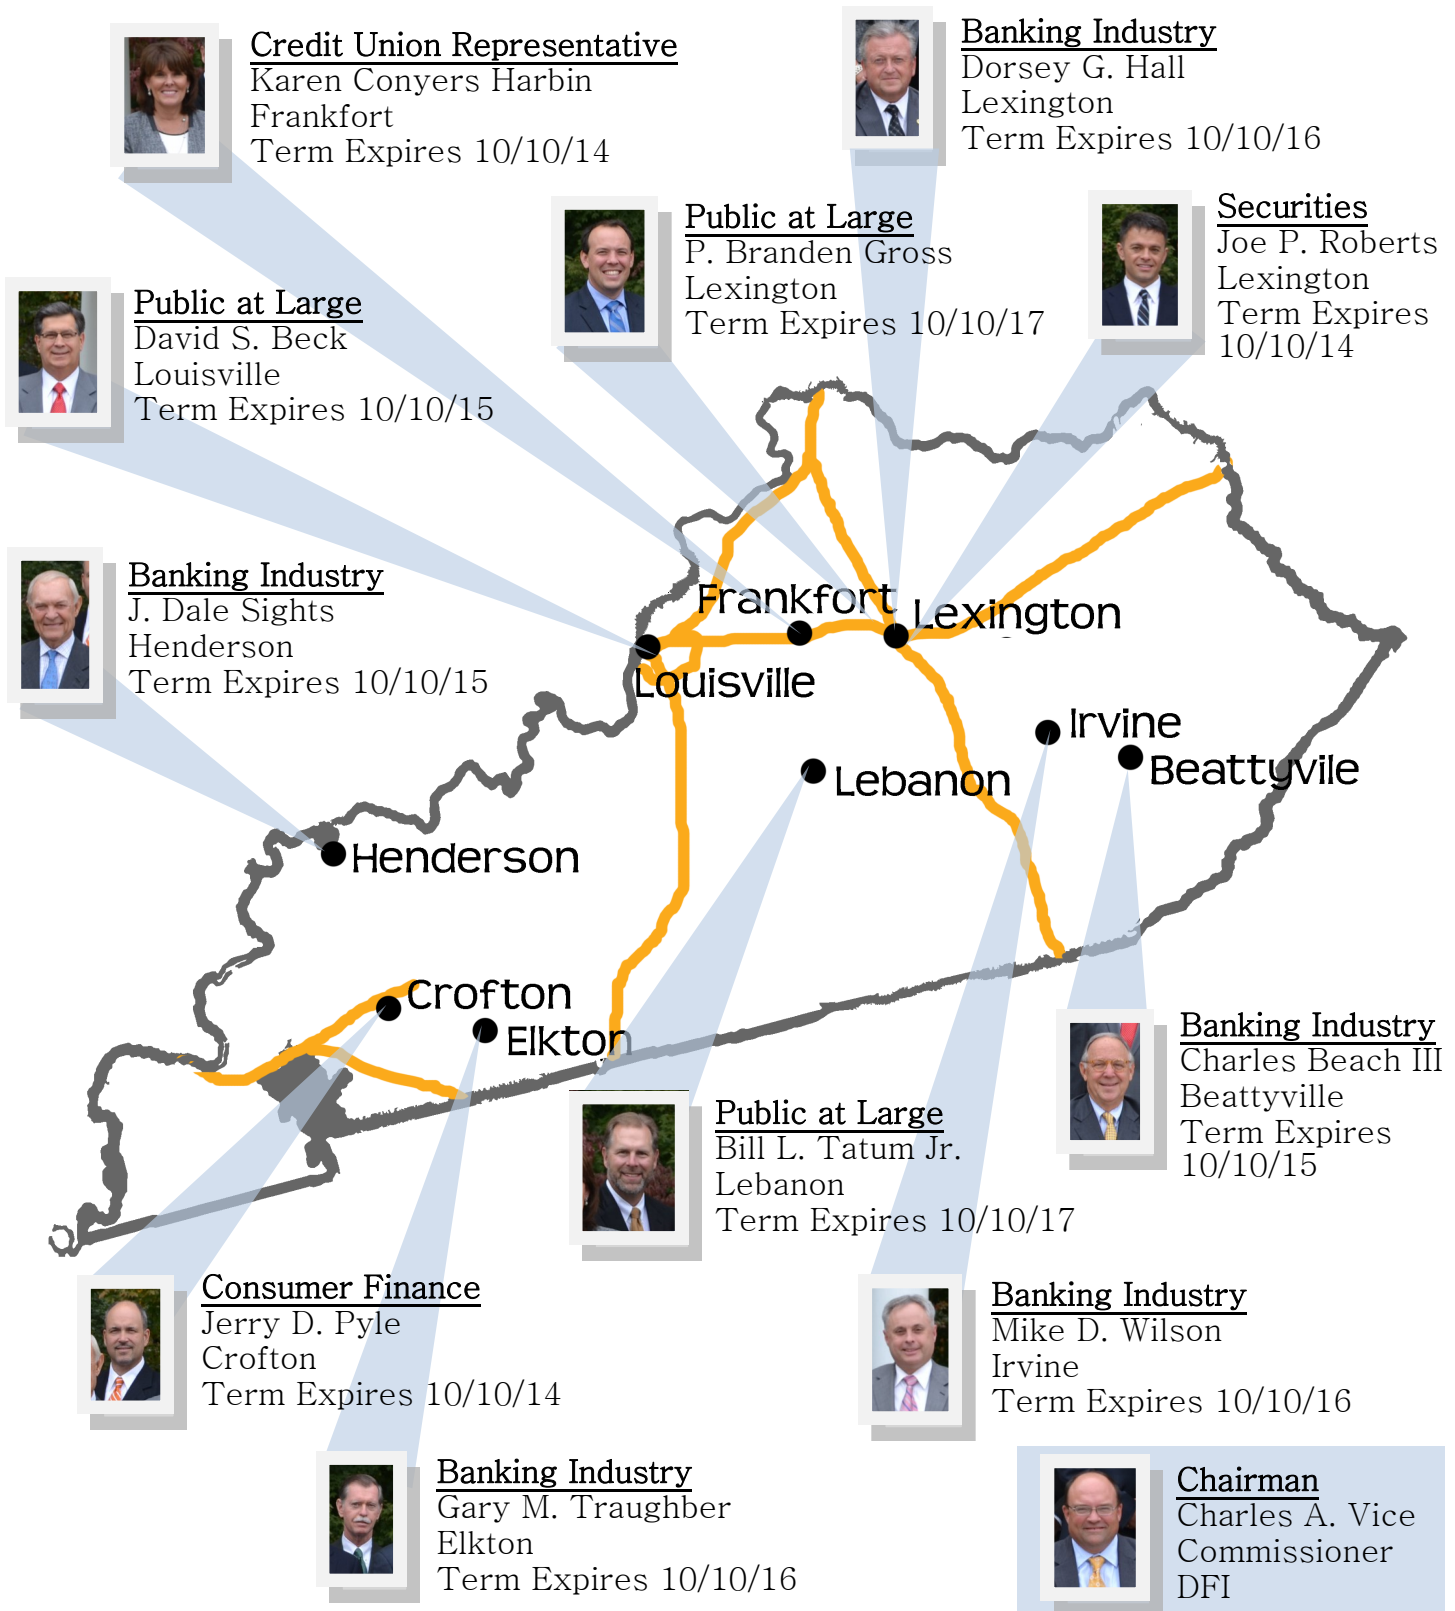 Credit Union Representative
Karen Conyers Harbin
Frankfort
Term Expires 10/10/14
Banking Industry
Dorsey G. Hall
Lexington
Term Expires 10/10/16
Public at Large
P. Branden Gross
Lexington
Term Expires 10/10/17
Securities
Joe P. Roberts
Lexington
Term Expires
10/10/14
Public at Large
David S. Beck
Louisville
Term Expires 10/10/15
Banking Industry
J. Dale Sights
Henderson
Term Expires 10/10/15
Frankfort
Lexington
Louisville
Irvine
Beattyvile
Lebanon
Henderson
Crofton
Elkton
Banking Industry
Charles Beach III
Beattyville
Term Expires
10/10/15
Public at Large
Bill L. Tatum Jr.
Lebanon
Term Expires 10/10/17
Consumer Finance
Jerry D. Pyle
Crofton
Term Expires 10/10/14
Banking Industry
Mike D. Wilson
Irvine
Term Expires 10/10/16
Banking Industry
Gary M. Traughber
Elkton
Term Expires 10/10/16
Chairman
Charles A. Vice
Commissioner
DFI